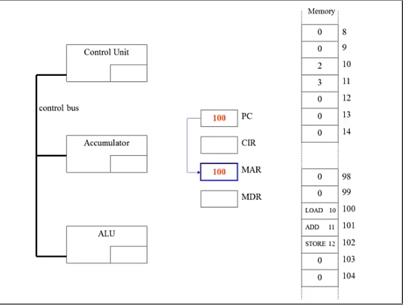 Memory
Control Unit
control bus
Accumulator
ALU
100 PC
CIR
100 MAR
MDR
0 8
0 9
2 10
3 11
0 12
0 13
0 14
0 98
0 99
LOAD 10 100
ADD 11 101
STORE 12 102
0 103
0 104